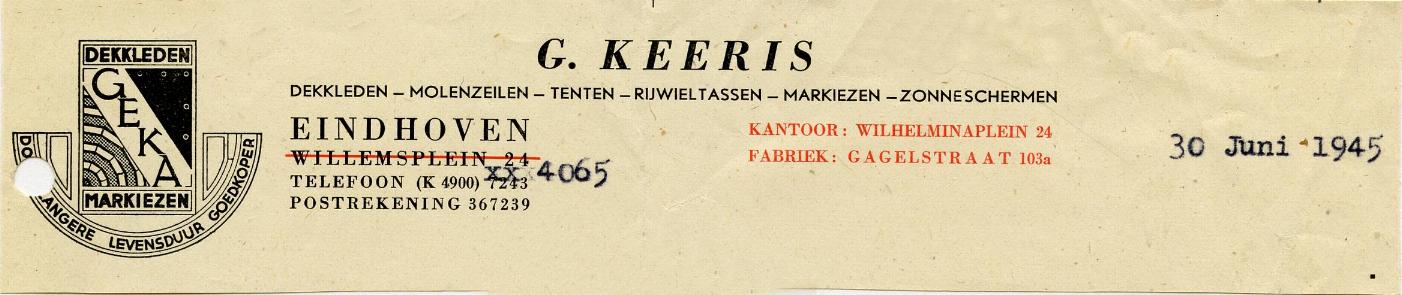 DEKKLEDEN
GEKA
MARKIEZEN
LANGERE LEVENSDUUR GOEDKOPER
G. KEERIS
DEKKLEDEN – MOLENZEILEN – TENTEN – RIJWIELTASSEN – MARKIEZEN – ZONNESCHERMEN
EINDHOVEN
WILLEMSPLEIN 24
TELEFOON (K 4900) 7243 xx 4065
POSTREKENING 367239
KANTOOR: WILHELMINAPLEIN 24
FABRIEK: GAGELSTRAAT 103a
30 Juni 1945